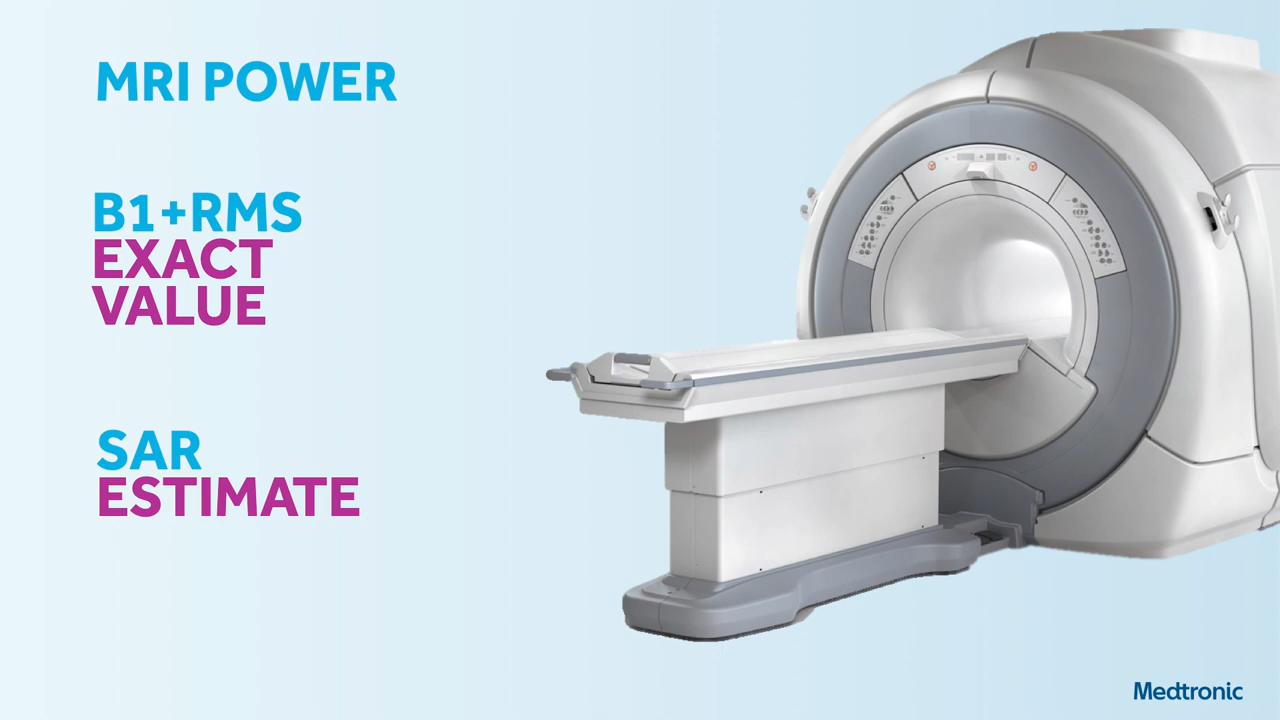 MRI POWER
B1+RMS
EXACT
VALUE
SAR
ESTIMATE
Medtronic